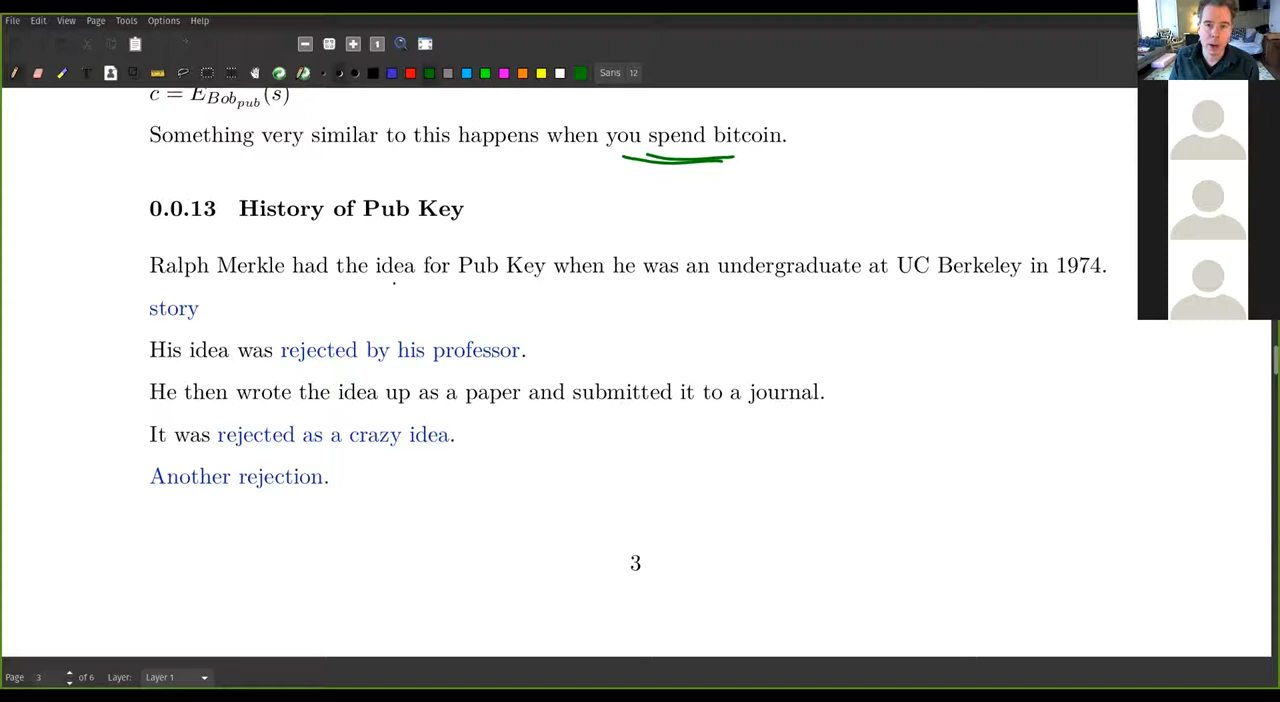 File Edit View Page Tools Options Help
Sans 12
c = E_{Bob_{pub}}(s)
Something very similar to this happens when you spend bitcoin.
0.0.13 History of Pub Key
Ralph Merkle had the idea for Pub Key when he was an undergraduate at UC Berkeley in 1974.
story
His idea was rejected by his professor.
He then wrote the idea up as a paper and submitted it to a journal.
It was rejected as a crazy idea.
Another rejection.
3
Page 3 of 6 Layer: Layer 1